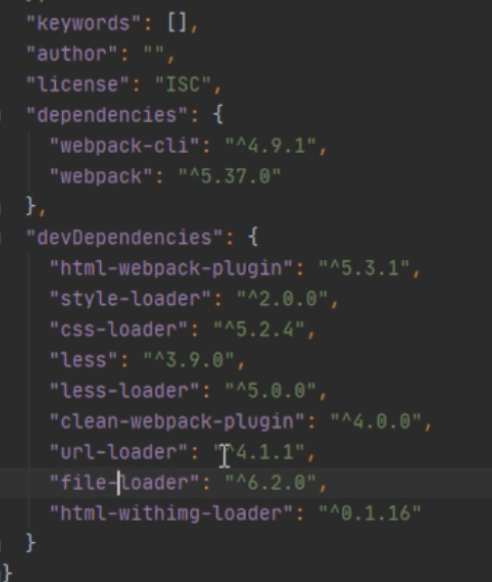 "keywords": [],
"author": "",
"license": "ISC",
"dependencies": {
"webpack-cli": "^4.9.1",
"webpack": "^5.37.0"
},
"devDependencies": {
"html-webpack-plugin": "^5.3.1",
"style-loader": "^2.0.0",
"css-loader": "^5.2.4",
"less": "^3.9.0",
"less-loader": "^5.0.0",
"clean-webpack-plugin": "^4.0.0",
"url-loader": "^4.1.1",
"file-loader": "^6.2.0",
"html-withimg-loader": "^0.1.16"
}
}